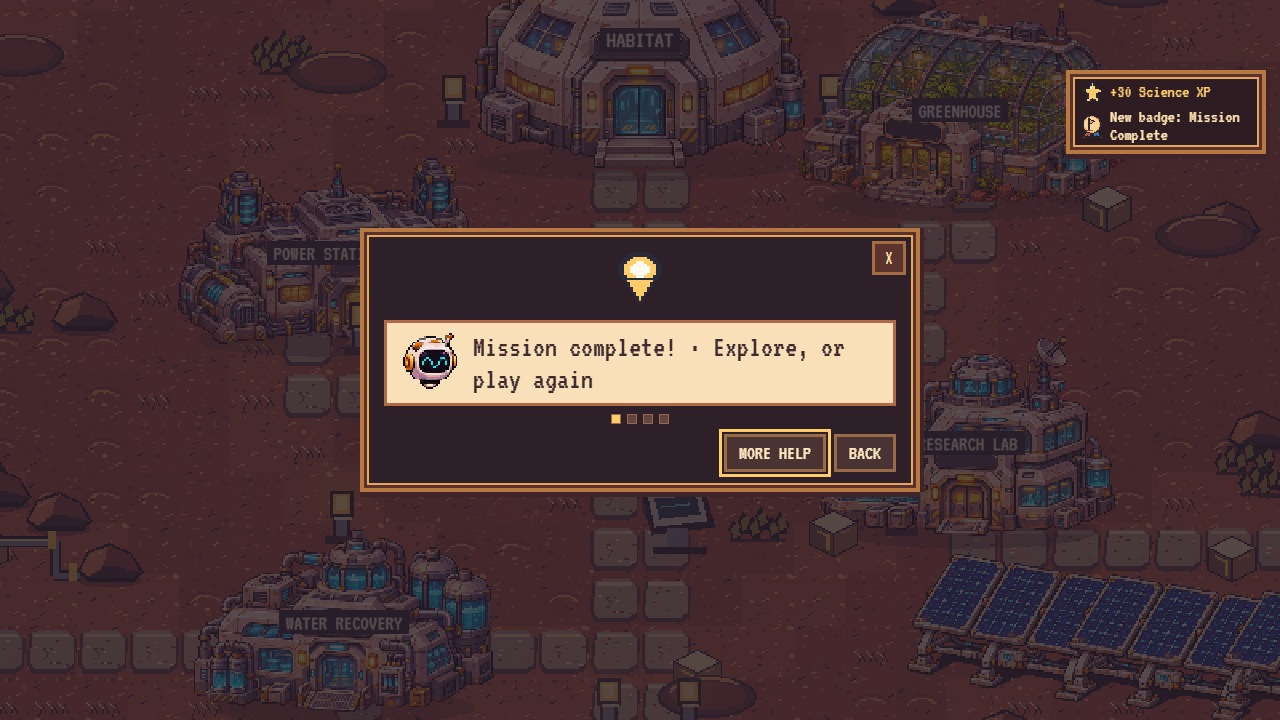 HABITAT
GREENHOUSE
+30 Science XP
New badge: Mission
Complete
POWER STATI
X
Mission complete! · Explore, or
play again
MORE HELP
BACK
RESEARCH LAB
WATER RECOVERY